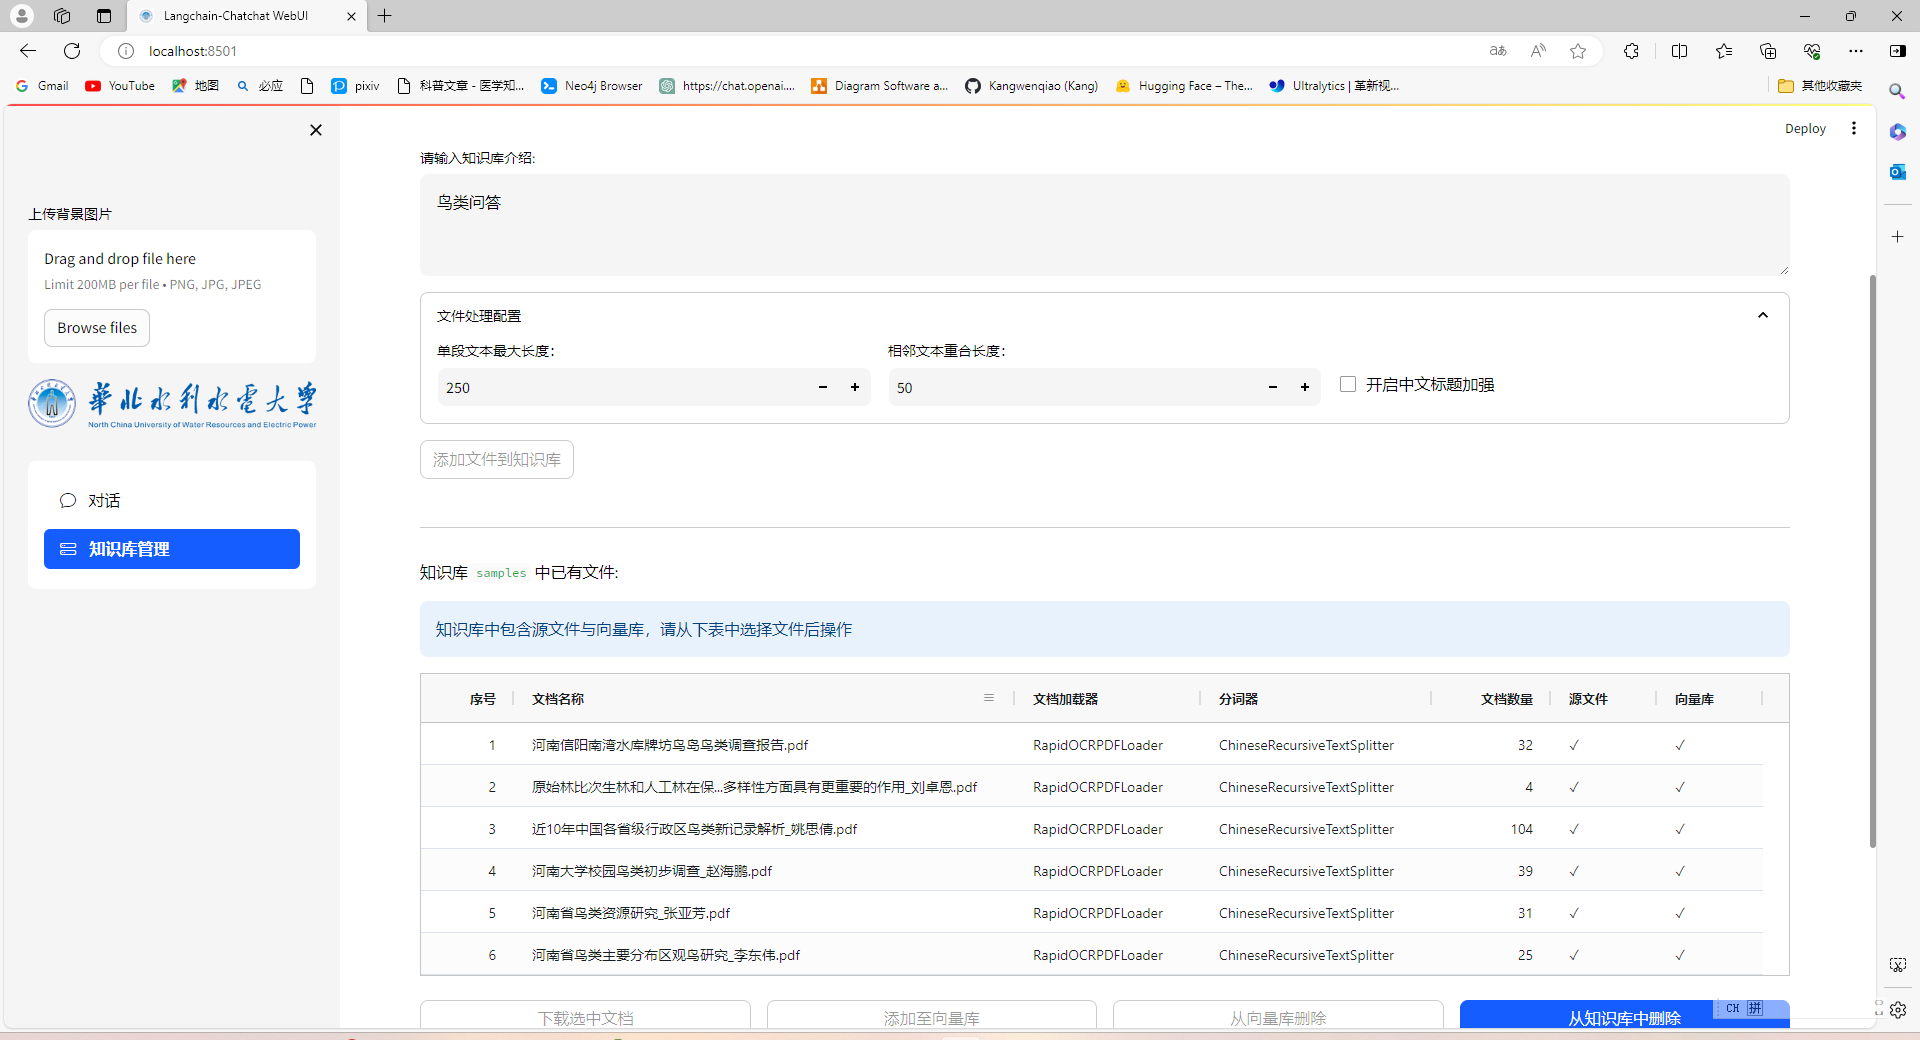 Langchain-Chatchat WebUI
localhost:8501
Gmail
YouTube
地图
必应
pixiv
科普文章 - 医学知...
Neo4j Browser
https://chat.openai....
Diagram Software a...
Kangwenqiao (Kang)
Hugging Face – The...
Ultralytics | 革新视...
其他收藏夹
Deploy
上传背景图片
Drag and drop file here
Limit 200MB per file • PNG, JPG, JPEG
Browse files
華北水利水電大学
North China University of Water Resources and Electric Power
对话
知识库管理
请输入知识库介绍:
鸟类问答
文件处理配置
单段文本最大长度：
250
相邻文本重合长度：
50
开启中文标题加强
添加文件到知识库
知识库 samples 中已有文件:
知识库中包含源文件与向量库，请从下表中选择文件后操作
序号 文档名称 文档加载器 分词器 文档数量 源文件 向量库
1 河南信阳南湾水库牌坊鸟岛鸟类调查报告.pdf RapidOCRPDFLoader ChineseRecursiveTextSplitter 32 ✓ ✓
2 原始林比次生林和人工林在保...多样性方面具有更重要的作用_刘卓恩.pdf RapidOCRPDFLoader ChineseRecursiveTextSplitter 4 ✓ ✓
3 近10年中国各省级行政区鸟类新记录解析_姚思倩.pdf RapidOCRPDFLoader ChineseRecursiveTextSplitter 104 ✓ ✓
4 河南大学校园鸟类初步调查_赵海鹏.pdf RapidOCRPDFLoader ChineseRecursiveTextSplitter 39 ✓ ✓
5 河南省鸟类资源研究_张亚芳.pdf RapidOCRPDFLoader ChineseRecursiveTextSplitter 31 ✓ ✓
6 河南省鸟类主要分布区观鸟研究_李东伟.pdf RapidOCRPDFLoader ChineseRecursiveTextSplitter 25 ✓ ✓
下载选中文档
添加至向量库
从向量库删除
从知识库中删除
CH 拼